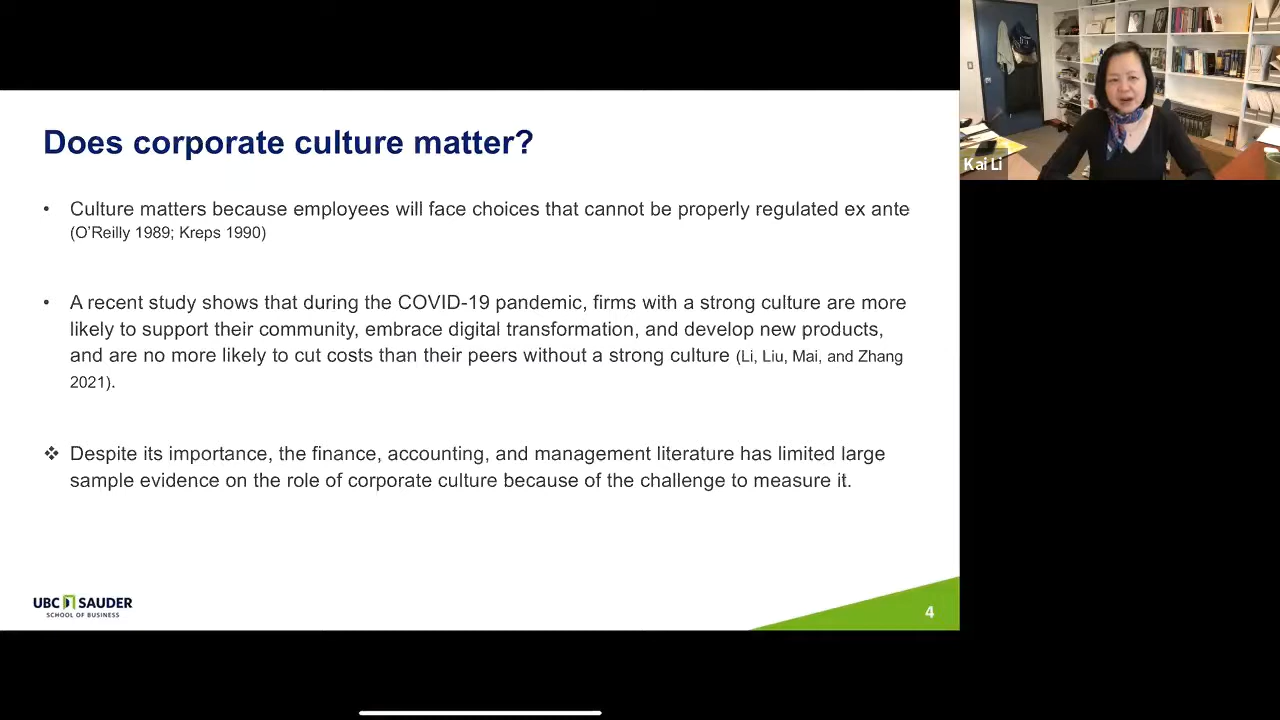 Does corporate culture matter?
• Culture matters because employees will face choices that cannot be properly regulated ex ante
(O'Reilly 1989; Kreps 1990)
• A recent study shows that during the COVID-19 pandemic, firms with a strong culture are more
likely to support their community, embrace digital transformation, and develop new products,
and are no more likely to cut costs than their peers without a strong culture (Li, Liu, Mai, and Zhang
2021).
❖ Despite its importance, the finance, accounting, and management literature has limited large
sample evidence on the role of corporate culture because of the challenge to measure it.
UBC SAUDER
SCHOOL OF BUSINESS
4
Kai Li